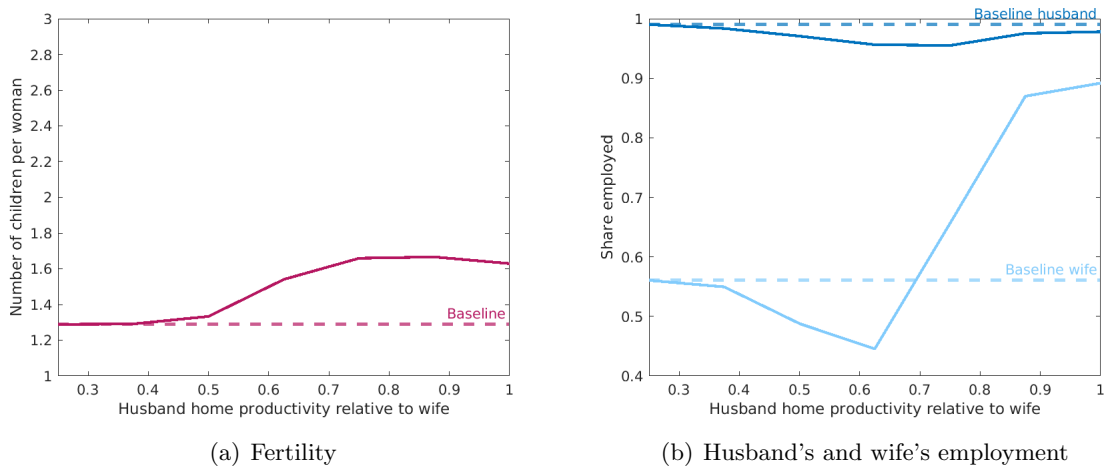 3
2.8
2.6
2.4
2.2
2
1.8
1.6
1.4
1.2
1
Number of children per woman
Baseline
0.3 0.4 0.5 0.6 0.7 0.8 0.9 1
Husband home productivity relative to wife
(a) Fertility
1
0.9
0.8
0.7
0.6
0.5
0.4
Share employed
Baseline husband
Baseline wife
0.3 0.4 0.5 0.6 0.7 0.8 0.9 1
Husband home productivity relative to wife
(b) Husband's and wife's employment